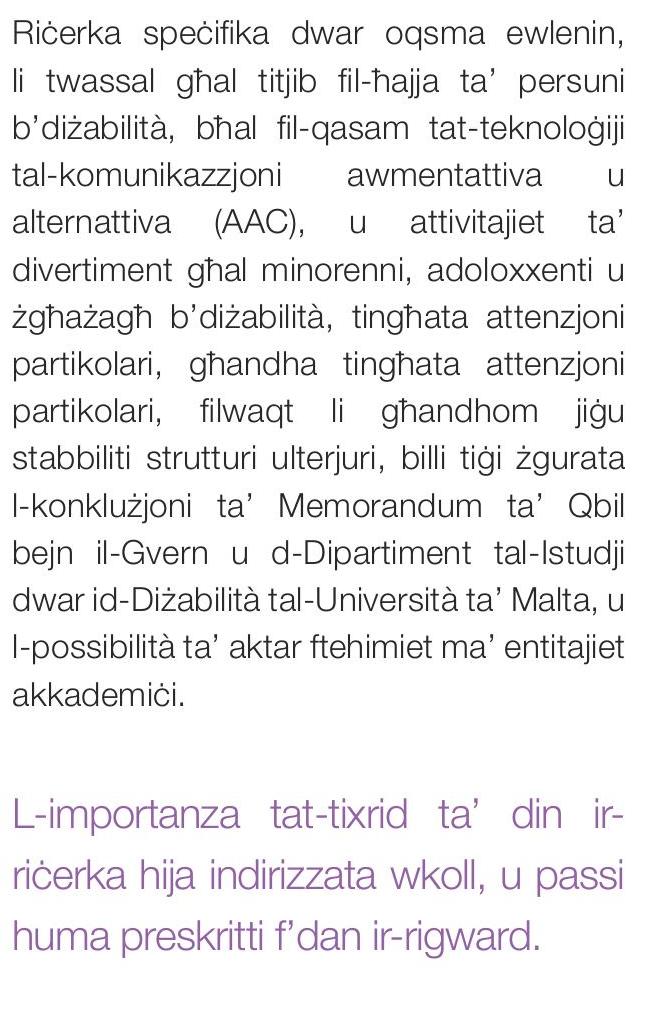 Riċerka speċifika dwar oqsma ewlenin,
li twassal għal titjib fil-ħajja ta’ persuni
b’diżabilità, bħal fil-qasam tat-teknoloġiji
tal-komunikazzjoni awmentattiva u
alternattiva (AAC), u attivitajiet ta’
divertiment għal minorenni, adoloxxenti u
żgħażagħ b’diżabilità, tingħata attenzjoni
partikolari, għandha tingħata attenzjoni
partikolari, filwaqt li għandhom jiġu
stabbiliti strutturi ulterjuri, billi tiġi żgurata
l-konklużjoni ta’ Memorandum ta’ Qbil
bejn il-Gvern u d-Dipartiment tal-Istudji
dwar id-Diżabilità tal-Università ta’ Malta, u
l-possibilità ta’ aktar ftehimiet ma’ entitajiet
akkademiċi.
L-importanza tat-tixrid ta’ din ir-
riċerka hija indirizzata wkoll, u passi
huma preskritti f’dan ir-rigward.